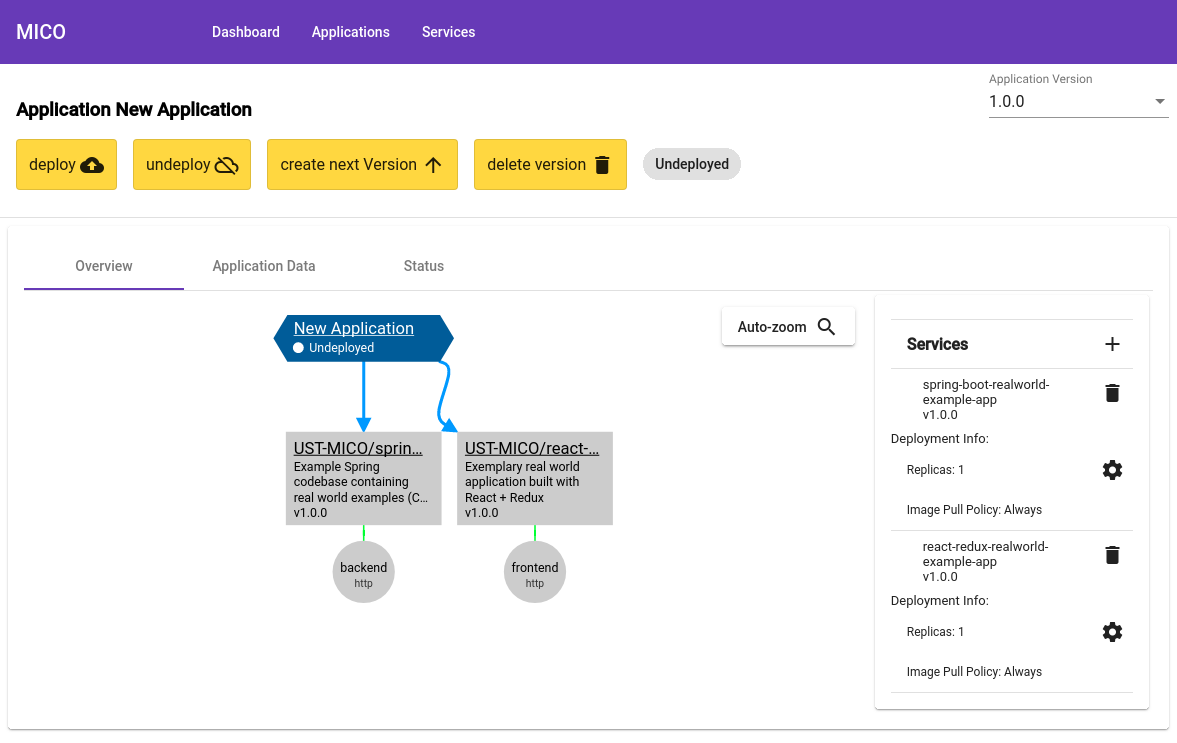 MICO
Dashboard
Applications
Services
Application Version
1.0.0
Application New Application
deploy
undeploy
create next Version
delete version
Undeployed
Overview
Application Data
Status
New Application
Undeployed
Auto-zoom
UST-MICO/sprin...
Example Spring
codebase containing
real world examples (C...
v1.0.0
UST-MICO/react-...
Exemplary real world
application built with
React + Redux
v1.0.0
backend
http
frontend
http
Services
spring-boot-realworld-
example-app
v1.0.0
Deployment Info:
Replicas: 1
Image Pull Policy: Always
react-redux-realworld-
example-app
v1.0.0
Deployment Info:
Replicas: 1
Image Pull Policy: Always